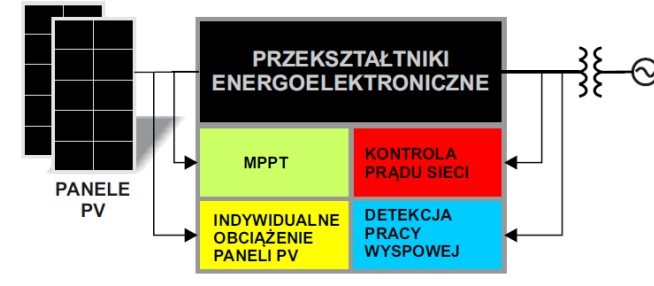 PRZEKSZTAŁTNIKI
ENERGOELEKTRONICZNE
MPPT
KONTROLA
PRĄDU SIECI
PANELE
PV
INDYWIDUALNE
OBCIĄŻENIE
PANELI PV
DETEKCJA
PRACY
WYSPOWEJ